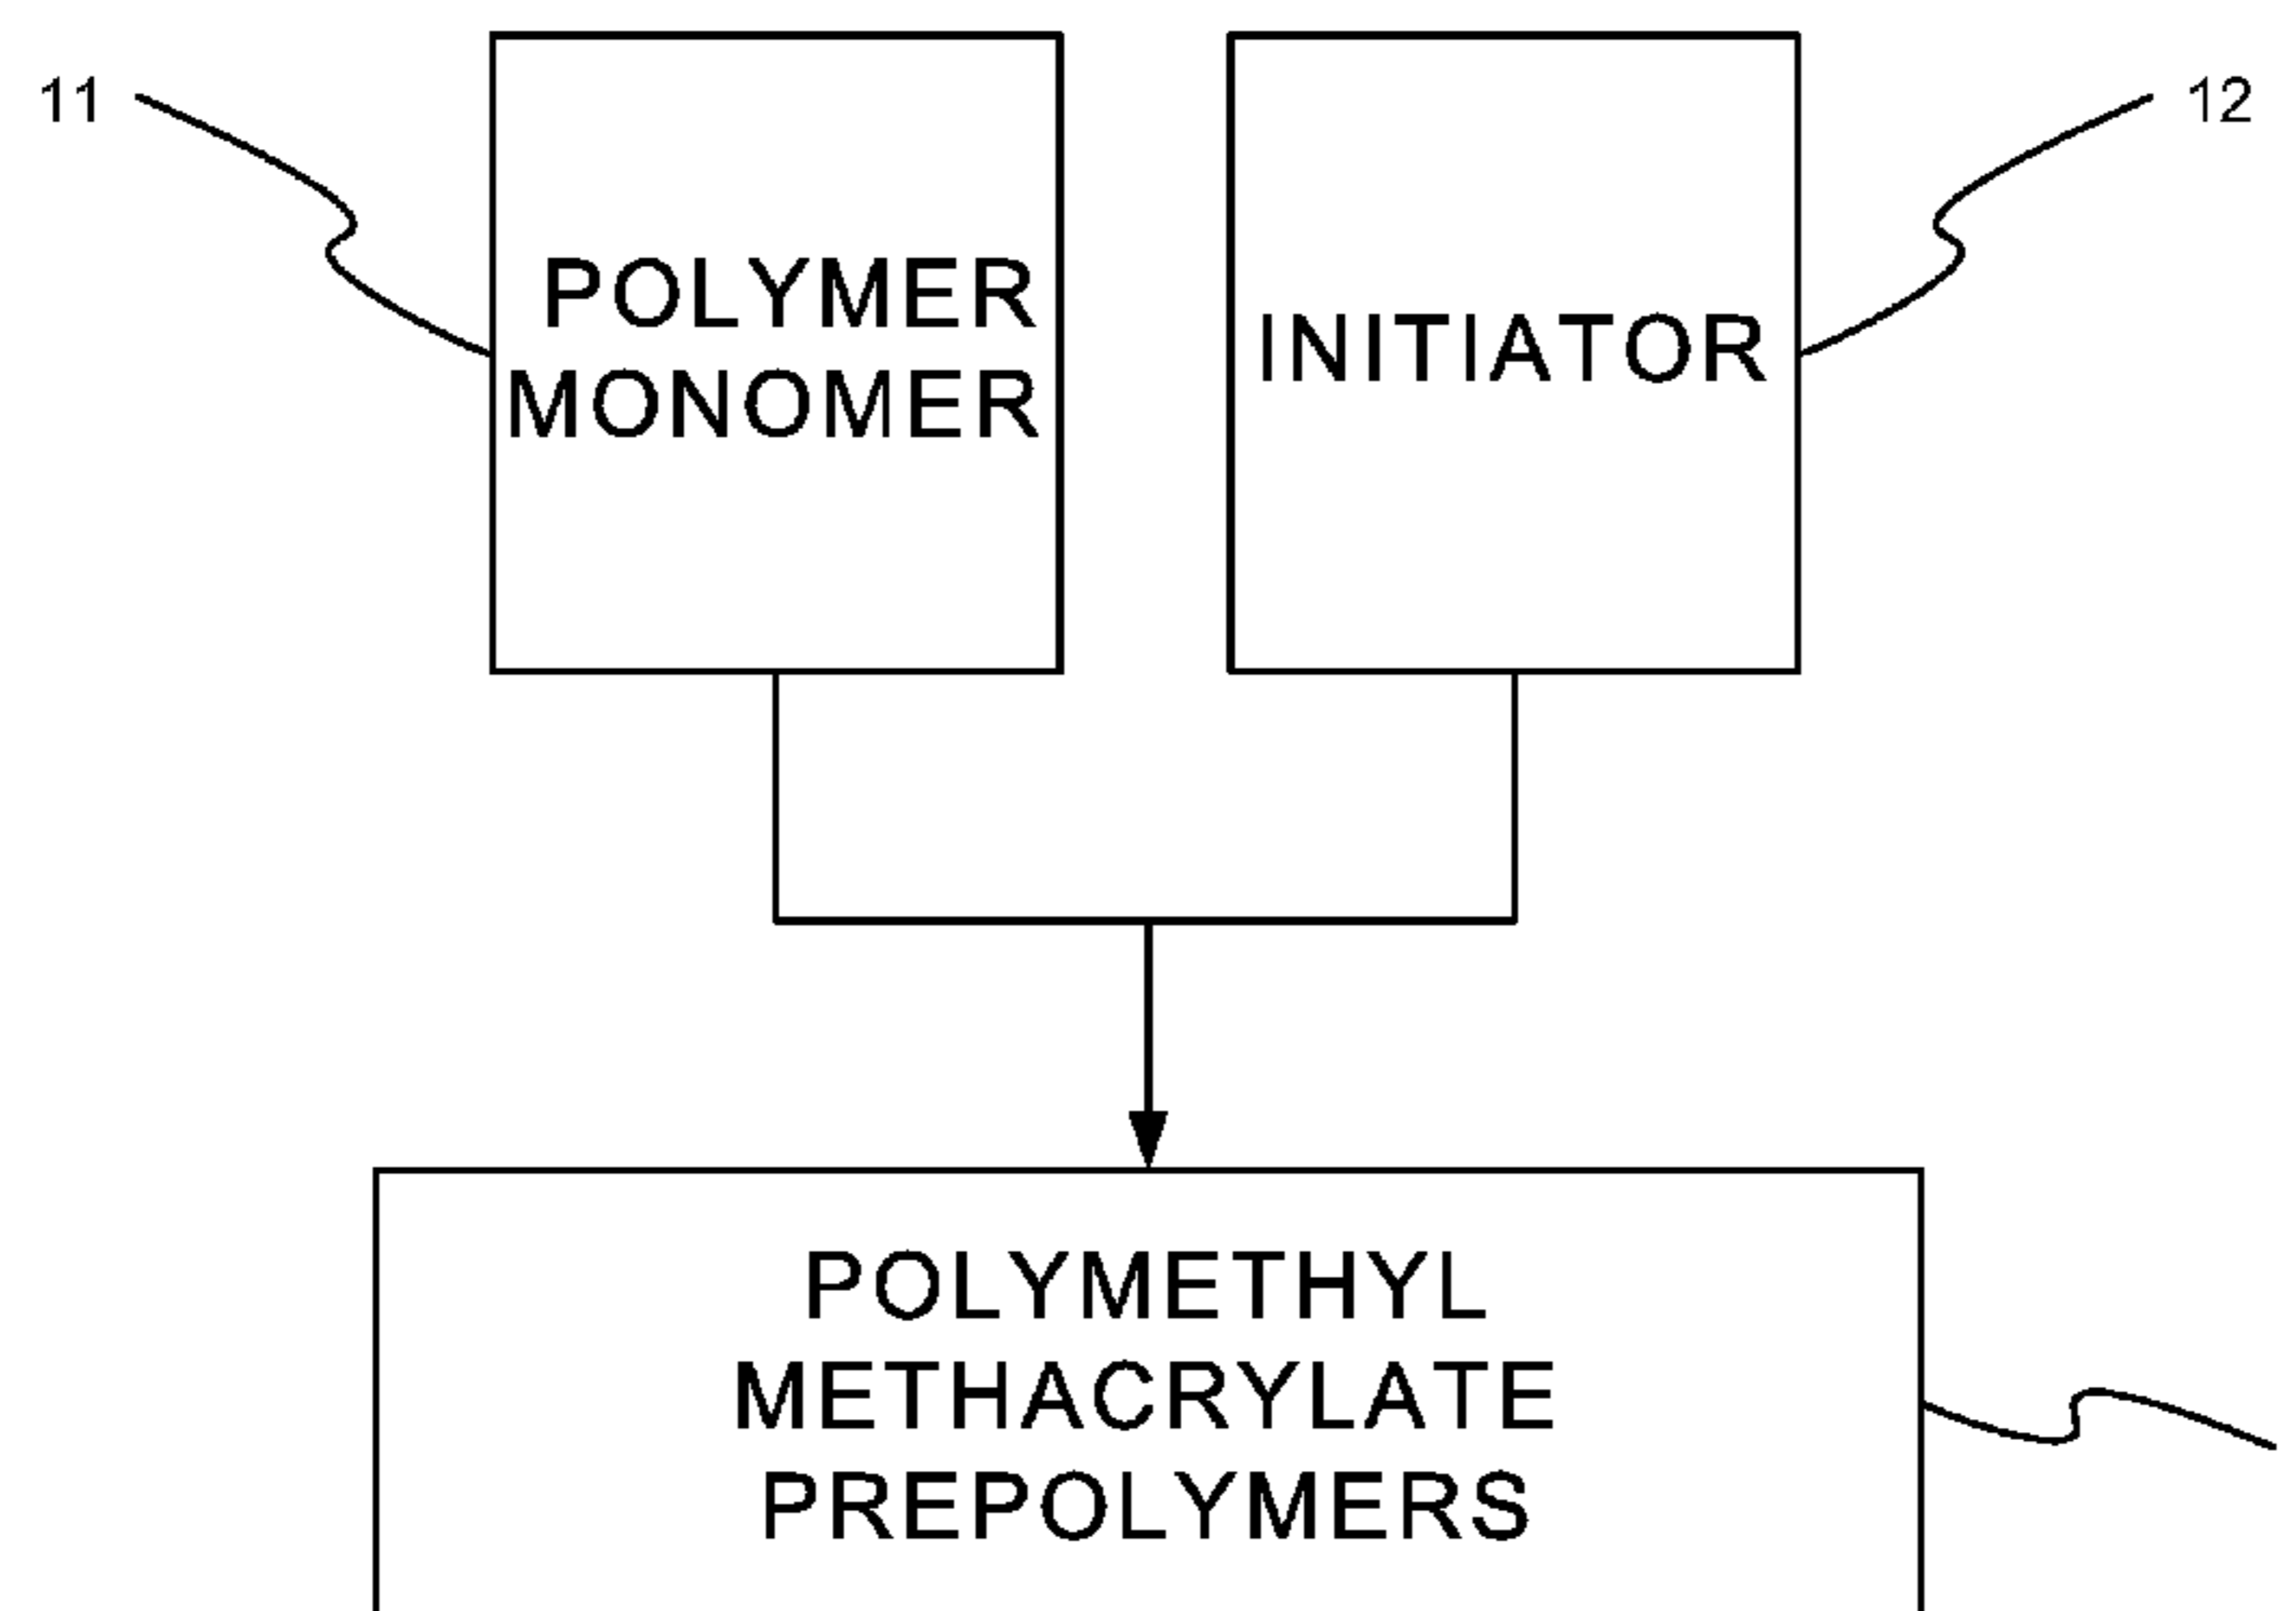 11
12
POLYMER
MONOMER
INITIATOR
POLYMETHYL
METHACRYLATE
PREPOLYMERS